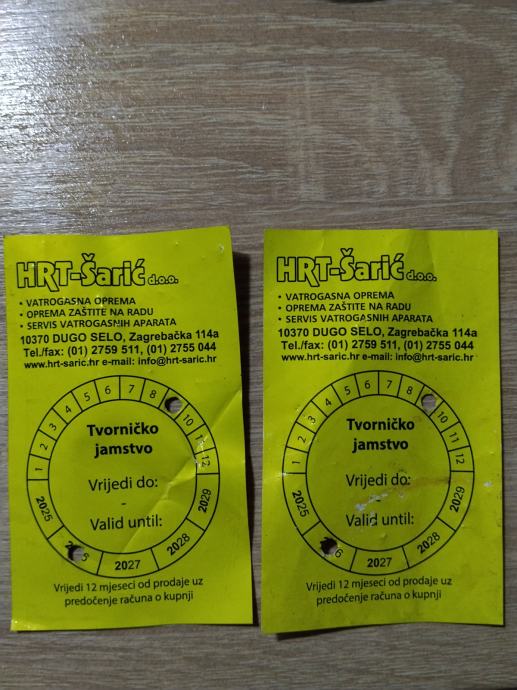 HRT-Šarić d.o.o.
• VATROGASNA OPREMA
• OPREMA ZAŠTITE NA RADU
• SERVIS VATROGASNIH APARATA
10370 DUGO SELO, Zagrebačka 114a
Tel./fax: (01) 2759 511, (01) 2755 044
www.hrt-saric.hr e-mail: info@hrt-saric.hr
1 2 3 4 5 6 7 8 10 11 12
Tvorničko
jamstvo
Vrijedi do:
-
Valid until:
2025 2027 2028 2029
Vrijedi 12 mjeseci od prodaje uz
predočenje računa o kupnji
HRT-Šarić d.o.o.
• VATROGASNA OPREMA
• OPREMA ZAŠTITE NA RADU
• SERVIS VATROGASNIH APARATA
10370 DUGO SELO, Zagrebačka 114a
Tel./fax: (01) 2759 511, (01) 2755 044
www.hrt-saric.hr e-mail: info@hrt-saric.hr
1 2 3 4 5 6 7 8 10 11 12
Tvorničko
jamstvo
Vrijedi do:
-
Valid until:
2025 2027 2028 2029
Vrijedi 12 mjeseci od prodaje uz
predočenje računa o kupnji